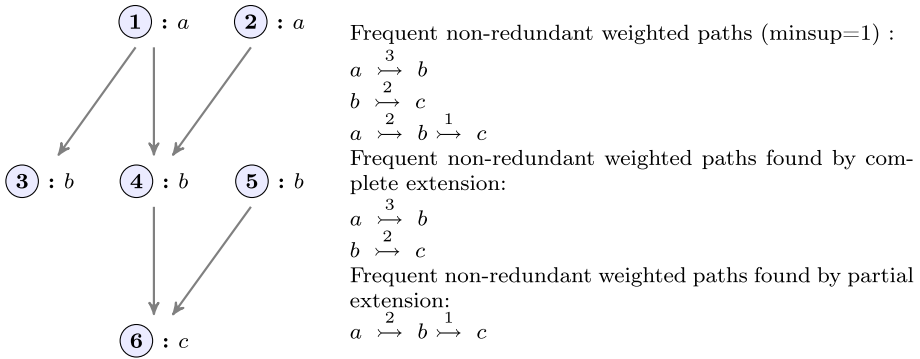 1 : a 2 : a
3 : b 4 : b 5 : b
6 : c
Frequent non-redundant weighted paths (minsup=1) :
a ↣³ b
b ↣² c
a ↣² b ↣¹ c
Frequent non-redundant weighted paths found by com-
plete extension:
a ↣³ b
b ↣² c
Frequent non-redundant weighted paths found by partial
extension:
a ↣² b ↣¹ c